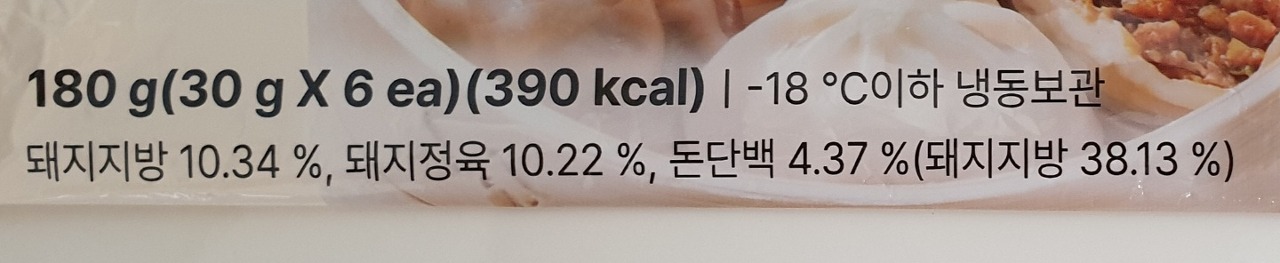 180 g(30 g X 6 ea)(390 kcal) | -18 ℃이하 냉동보관
돼지지방 10.34 %, 돼지정육 10.22 %, 돈단백 4.37 %(돼지지방 38.13 %)